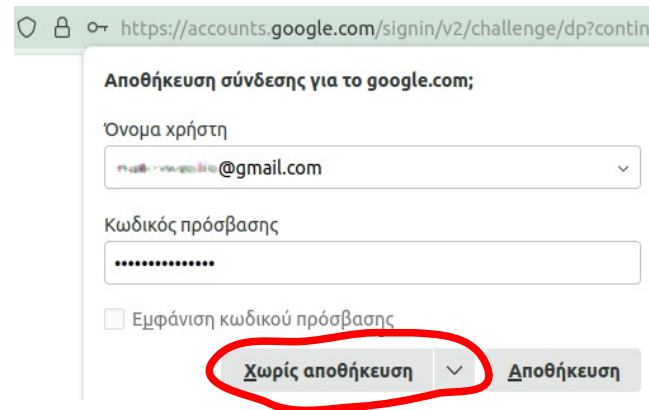 https://accounts.google.com/signin/v2/challenge/dp?contin
Αποθήκευση σύνδεσης για το google.com;
Όνομα χρήστη
@gmail.com
Κωδικός πρόσβασης
•••••••••••••••
Εμφάνιση κωδικού πρόσβασης
Χωρίς αποθήκευση Αποθήκευση